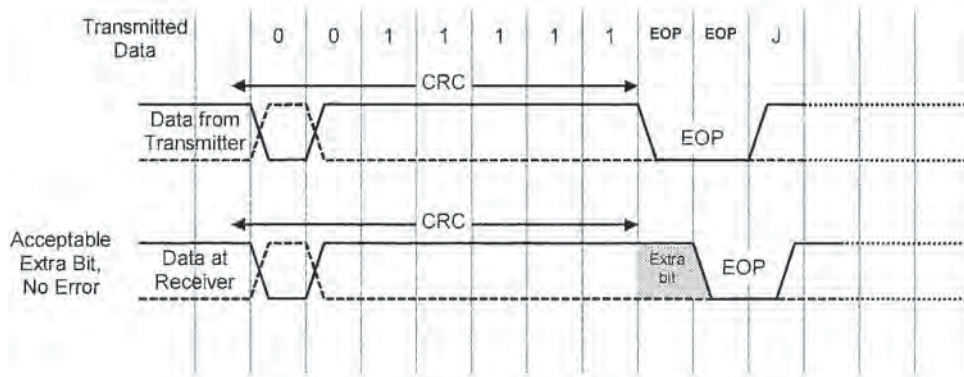 Transmitted
Data
0 0 1 1 1 1 1 EOP EOP J
CRC
Data from
Transmitter
EOP
CRC
Acceptable
Extra Bit,
No Error
Data at
Receiver
Extra
bit
EOP